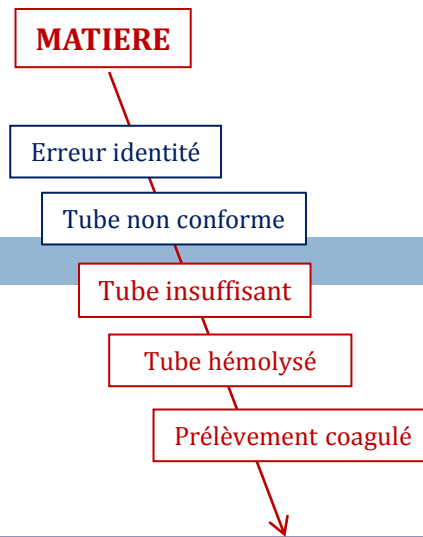 MATIERE
Erreur identité
Tube non conforme
Tube insuffisant
Tube hémolysé
Prélèvement coagulé